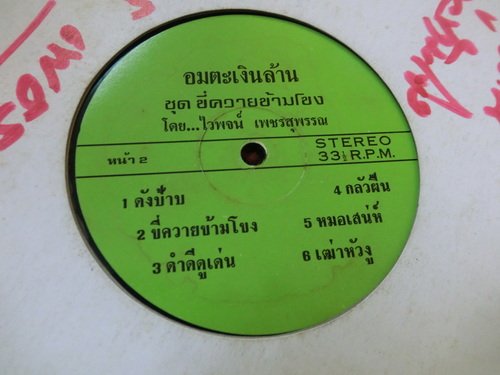 อมตะเงินล้าน
ชุด ขี่ควายข้ามโขง
โดย...ไวพจน์ เพชรสุพรรณ
หน้า 2
STEREO
33⅓ R.P.M.
1 ดังป้าบ
2 ขี่ควายข้ามโขง
3 ดำดีดูเด่น
4 กลัวฝืน
5 หมอเสน่ห์
6 เฒ่าหัวงู